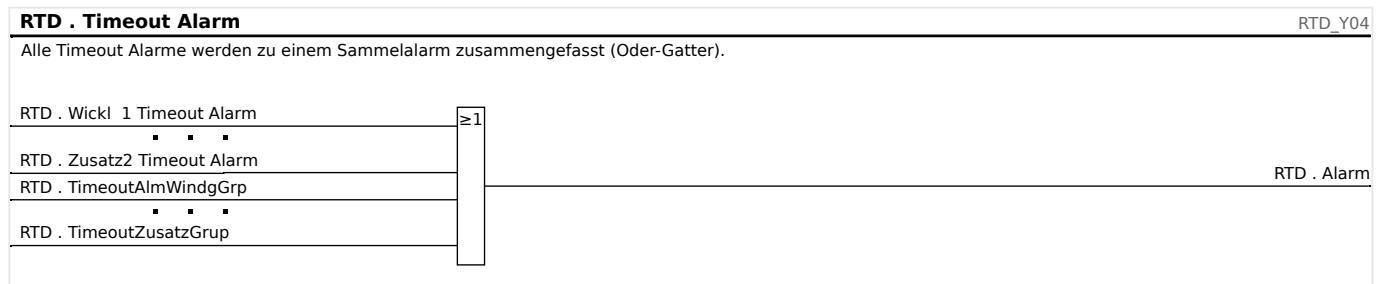 RTD . Timeout Alarm RTD_Y04
Alle Timeout Alarme werden zu einem Sammelalarm zusammengefasst (Oder-Gatter).
RTD . Wickl  1 Timeout Alarm
≥1
RTD . Zusatz2 Timeout Alarm
RTD . Alarm
RTD . TimeoutAlmWindgGrp
RTD . TimeoutZusatzGrup